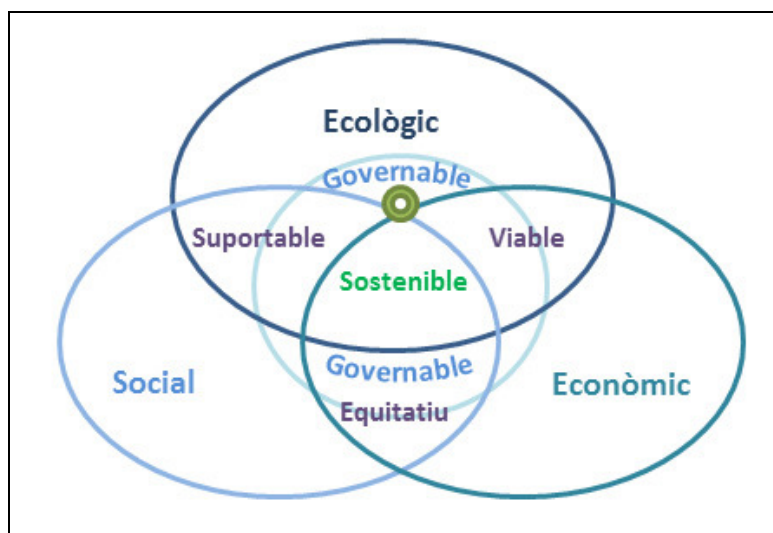 Ecològic
Governable
Suportable
Viable
Sostenible
Governable
Social
Econòmic
Equitatiu